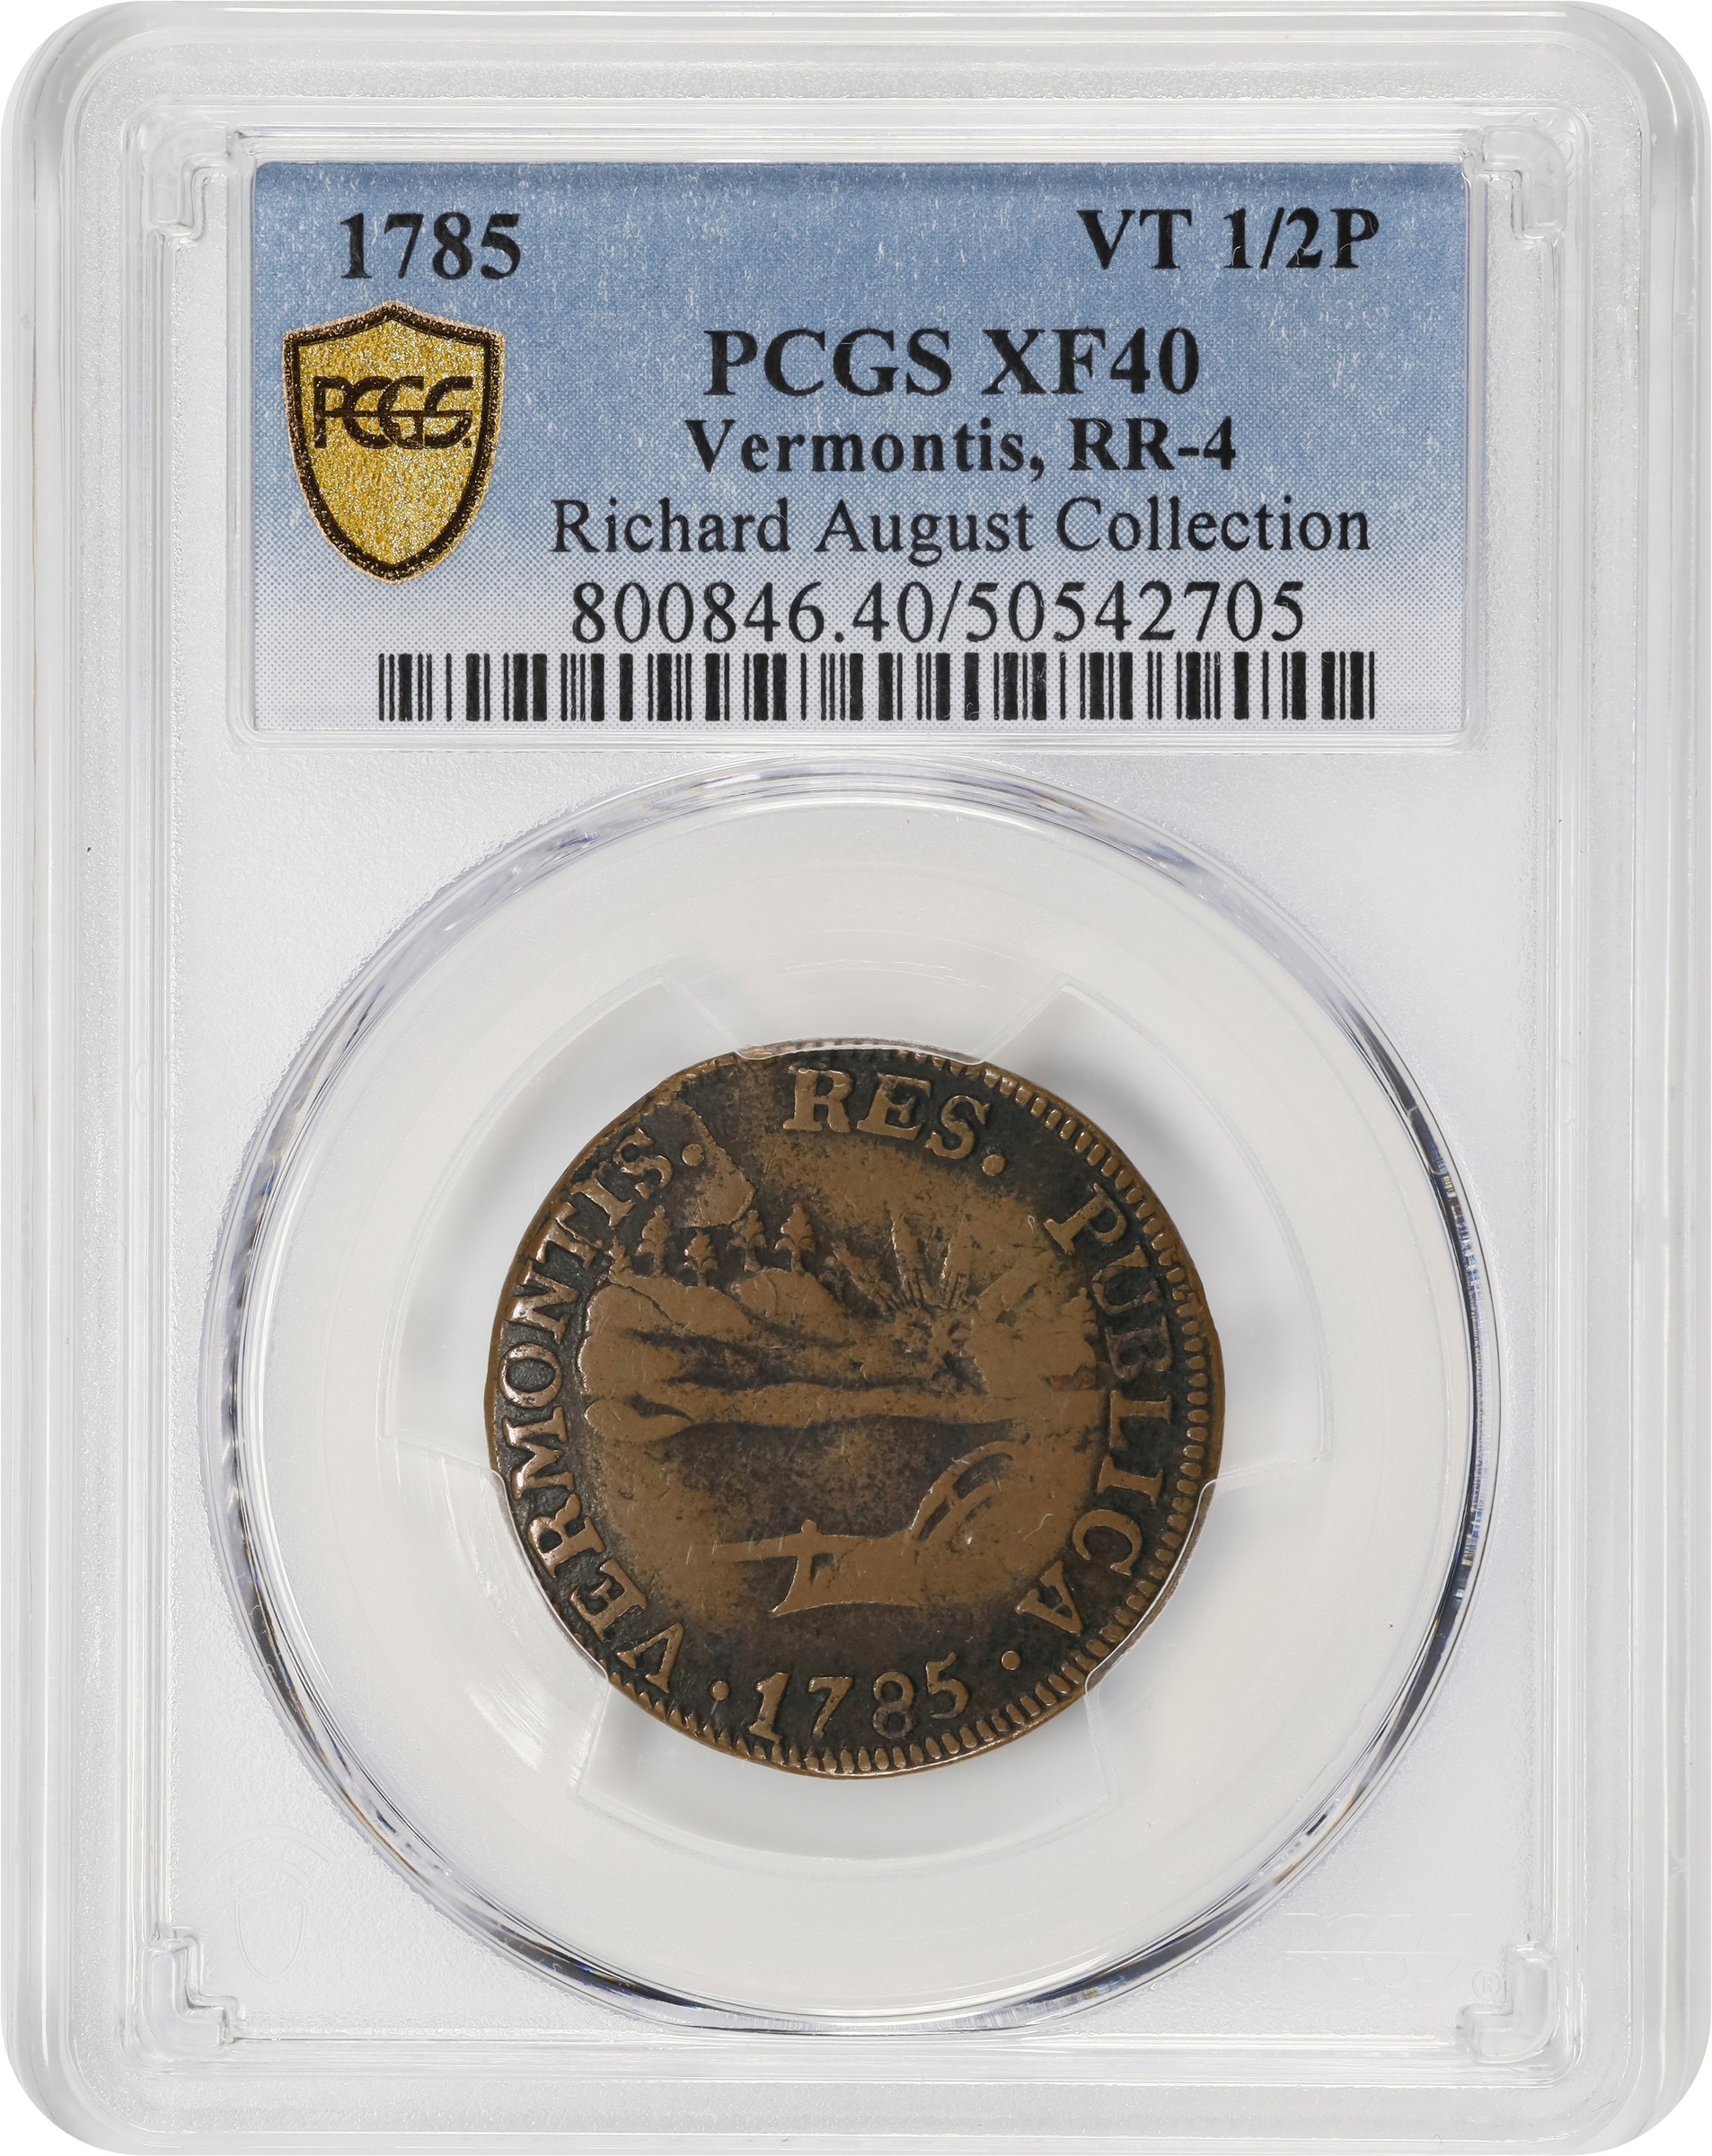 1785 VT 1/2P
PCGS XF40
PCGS.
Vermontis, RR-4
Richard August Collection
800846.40/50542705
VERMONTIS. RES. PUBLICA.
·1785·